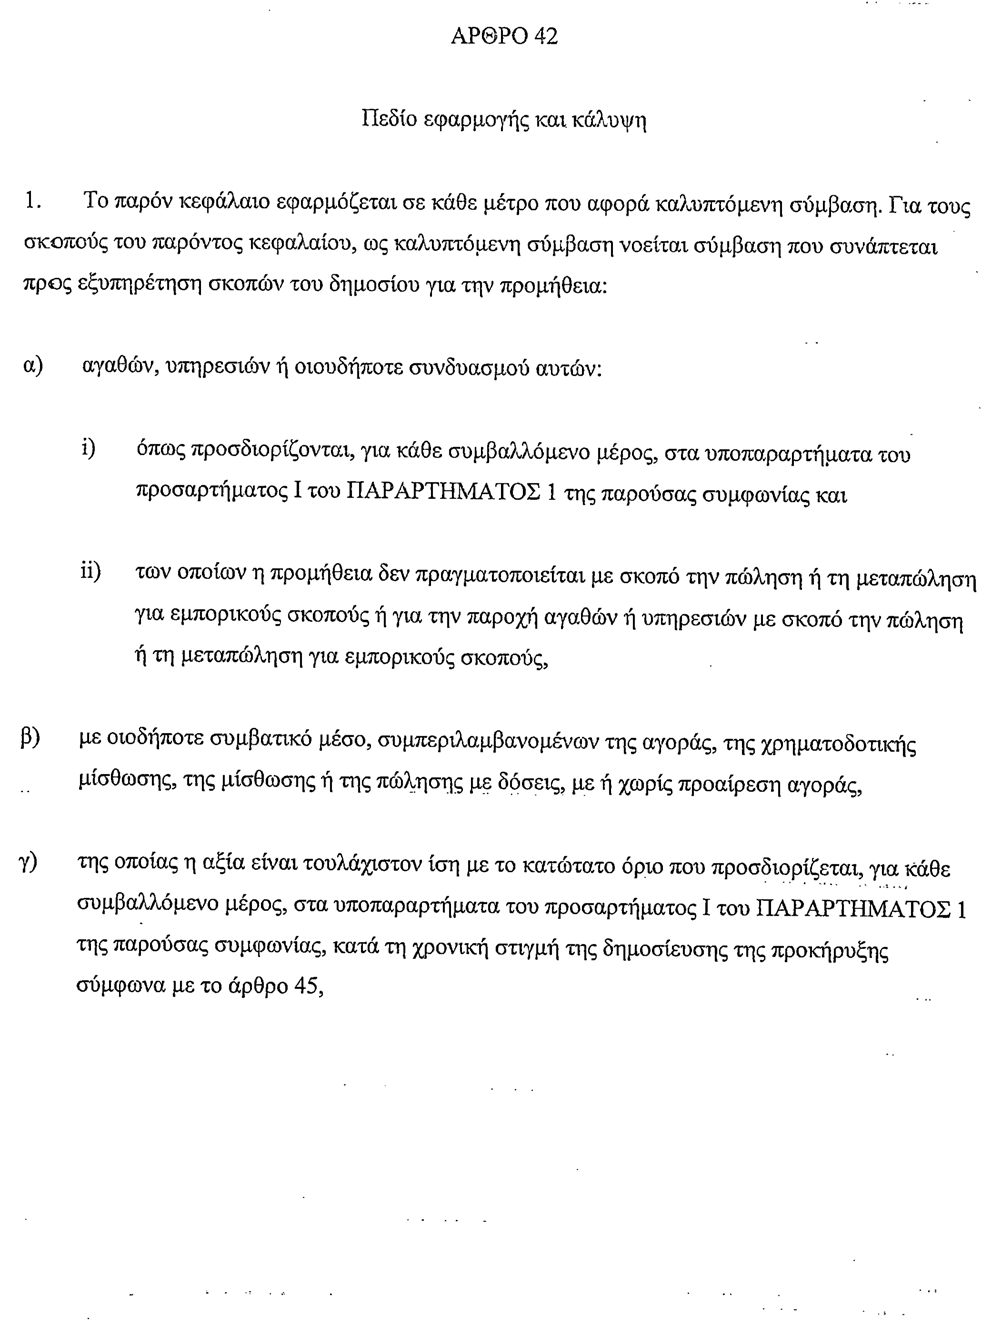 ΑΡΘΡΟ 42
Πεδίο εφαρμογής και κάλυψη
1. Το παρόν κεφάλαιο εφαρμόζεται σε κάθε μέτρο που αφορά καλυπτόμενη σύμβαση. Για τους
σκοπούς του παρόντος κεφαλαίου, ως καλυπτόμενη σύμβαση νοείται σύμβαση που συνάπτεται
προς εξυπηρέτηση σκοπών του δημοσίου για την προμήθεια:
α) αγαθών, υπηρεσιών ή οιουδήποτε συνδυασμού αυτών:
i) όπως προσδιορίζονται, για κάθε συμβαλλόμενο μέρος, στα υποπαραρτήματα του
προσαρτήματος Ι του ΠΑΡΑΡΤΗΜΑΤΟΣ 1 της παρούσας συμφωνίας και
ii) των οποίων η προμήθεια δεν πραγματοποιείται με σκοπό την πώληση ή τη μεταπώληση
για εμπορικούς σκοπούς ή για την παροχή αγαθών ή υπηρεσιών με σκοπό την πώληση
ή τη μεταπώληση για εμπορικούς σκοπούς,
β) με οιοδήποτε συμβατικό μέσο, συμπεριλαμβανομένων της αγοράς, της χρηματοδοτικής
μίσθωσης, της μίσθωσης ή της πώλησης με δόσεις, με ή χωρίς προαίρεση αγοράς,
γ) της οποίας η αξία είναι τουλάχιστον ίση με το κατώτατο όριο που προσδιορίζεται, για κάθε
συμβαλλόμενο μέρος, στα υποπαραρτήματα του προσαρτήματος Ι του ΠΑΡΑΡΤΗΜΑΤΟΣ 1
της παρούσας συμφωνίας, κατά τη χρονική στιγμή της δημοσίευσης της προκήρυξης
σύμφωνα με το άρθρο 45,